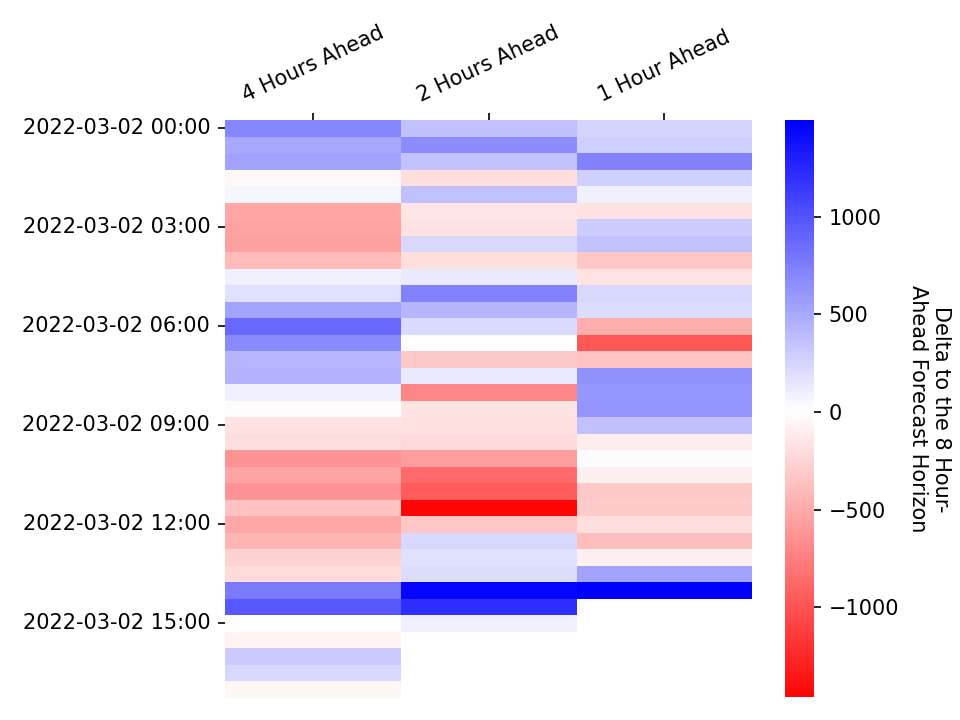 4 Hours Ahead
2 Hours Ahead
1 Hour Ahead
2022-03-02 00:00
2022-03-02 03:00
2022-03-02 06:00
2022-03-02 09:00
2022-03-02 12:00
2022-03-02 15:00
1000
500
0
−500
−1000
Delta to the 8 Hour-
Ahead Forecast Horizon